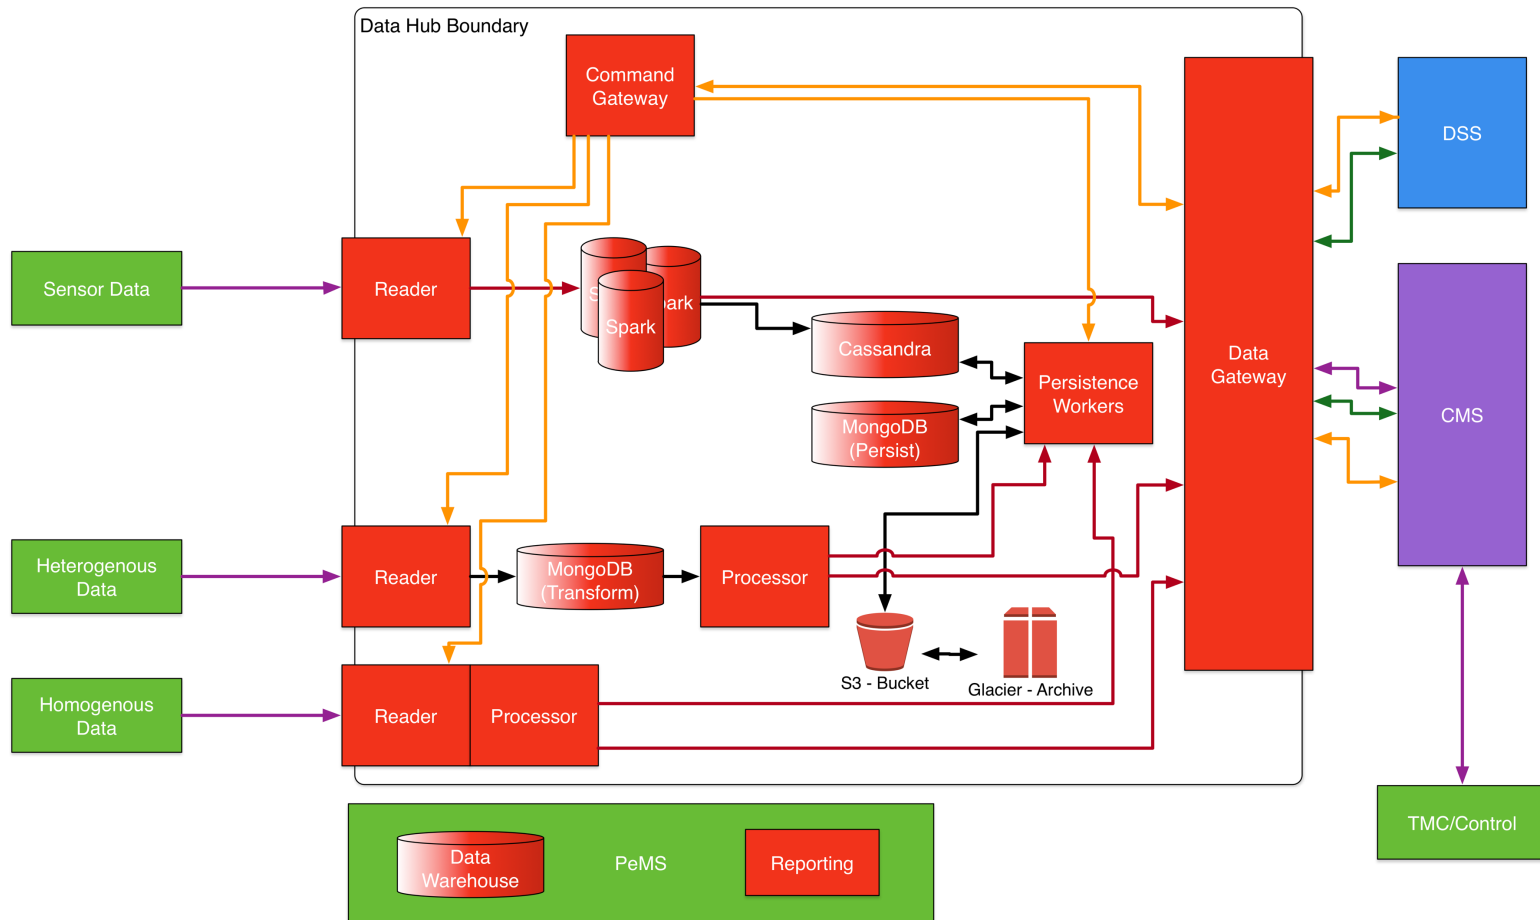 Data Hub Boundary
Command
Gateway
DSS
Sensor Data
Reader
Spark
ark
S
Cassandra
Data
Gateway
Persistence
Workers
CMS
MongoDB
(Persist)
Heterogenous
Data
Reader
MongoDB
(Transform)
Processor
S3 - Bucket
Glacier - Archive
Homogenous
Data
Reader
Processor
TMC/Control
Data
Warehouse
PeMS
Reporting